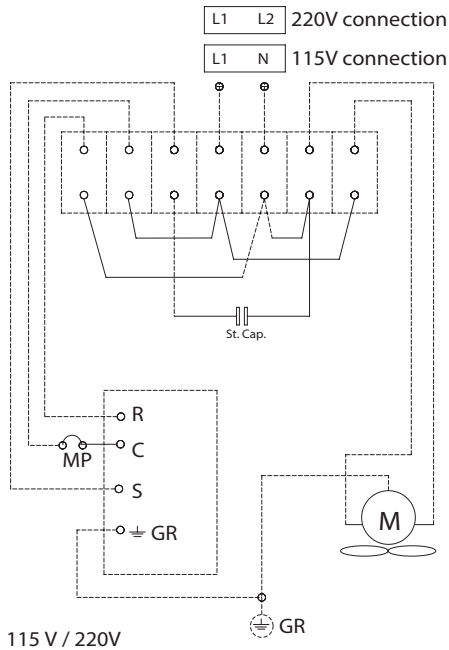 L1 L2 220V connection
L1 N 115V connection
St. Cap.
R
C
MP
S
GR
M
GR
115 V / 220V